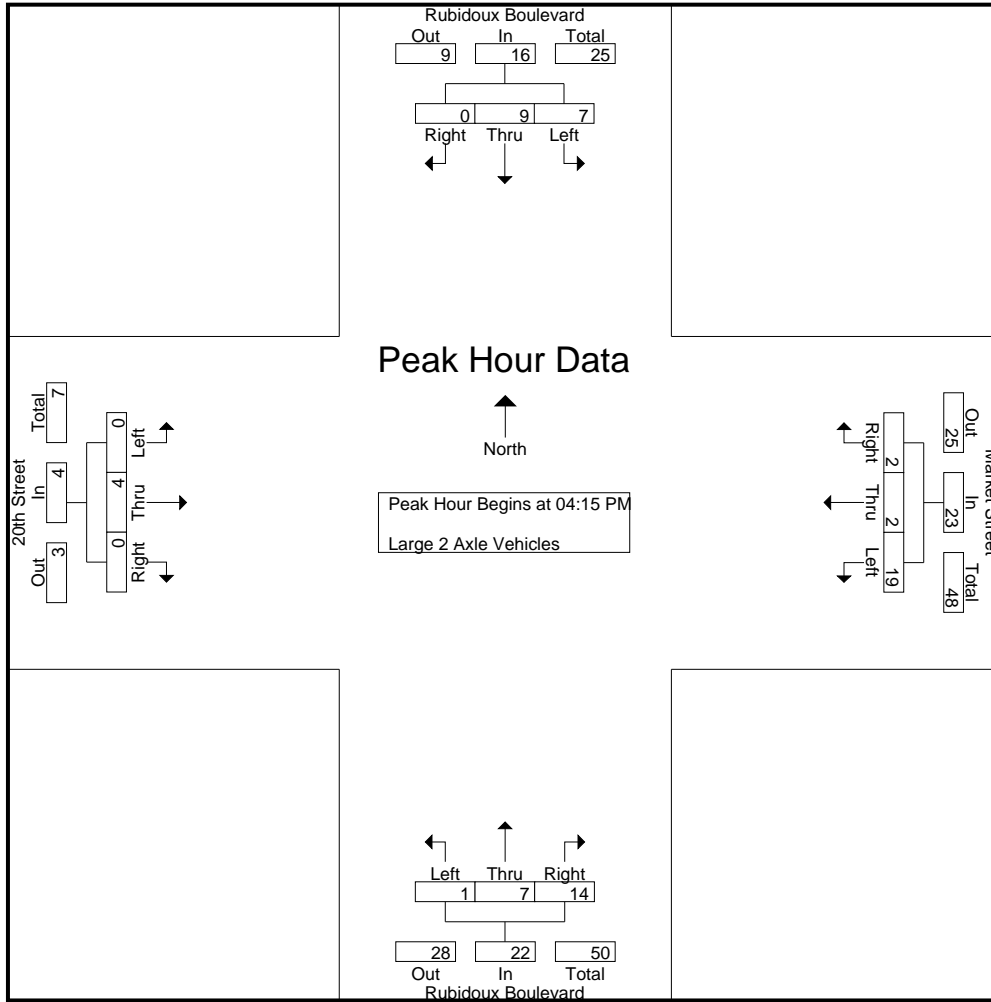 Rubidoux Boulevard
Out In Total
9 16 25
0 9 7
Right Thru Left
Peak Hour Data
North
Peak Hour Begins at 04:15 PM
Large 2 Axle Vehicles
20th Street
Out In Total
3 4 7
Right Thru Left
0 4 0
Market Street
Out In Total
25 23 48
Right Thru Left
2 2 19
Left Thru Right
1 7 14
28 22 50
Out In Total
Rubidoux Boulevard